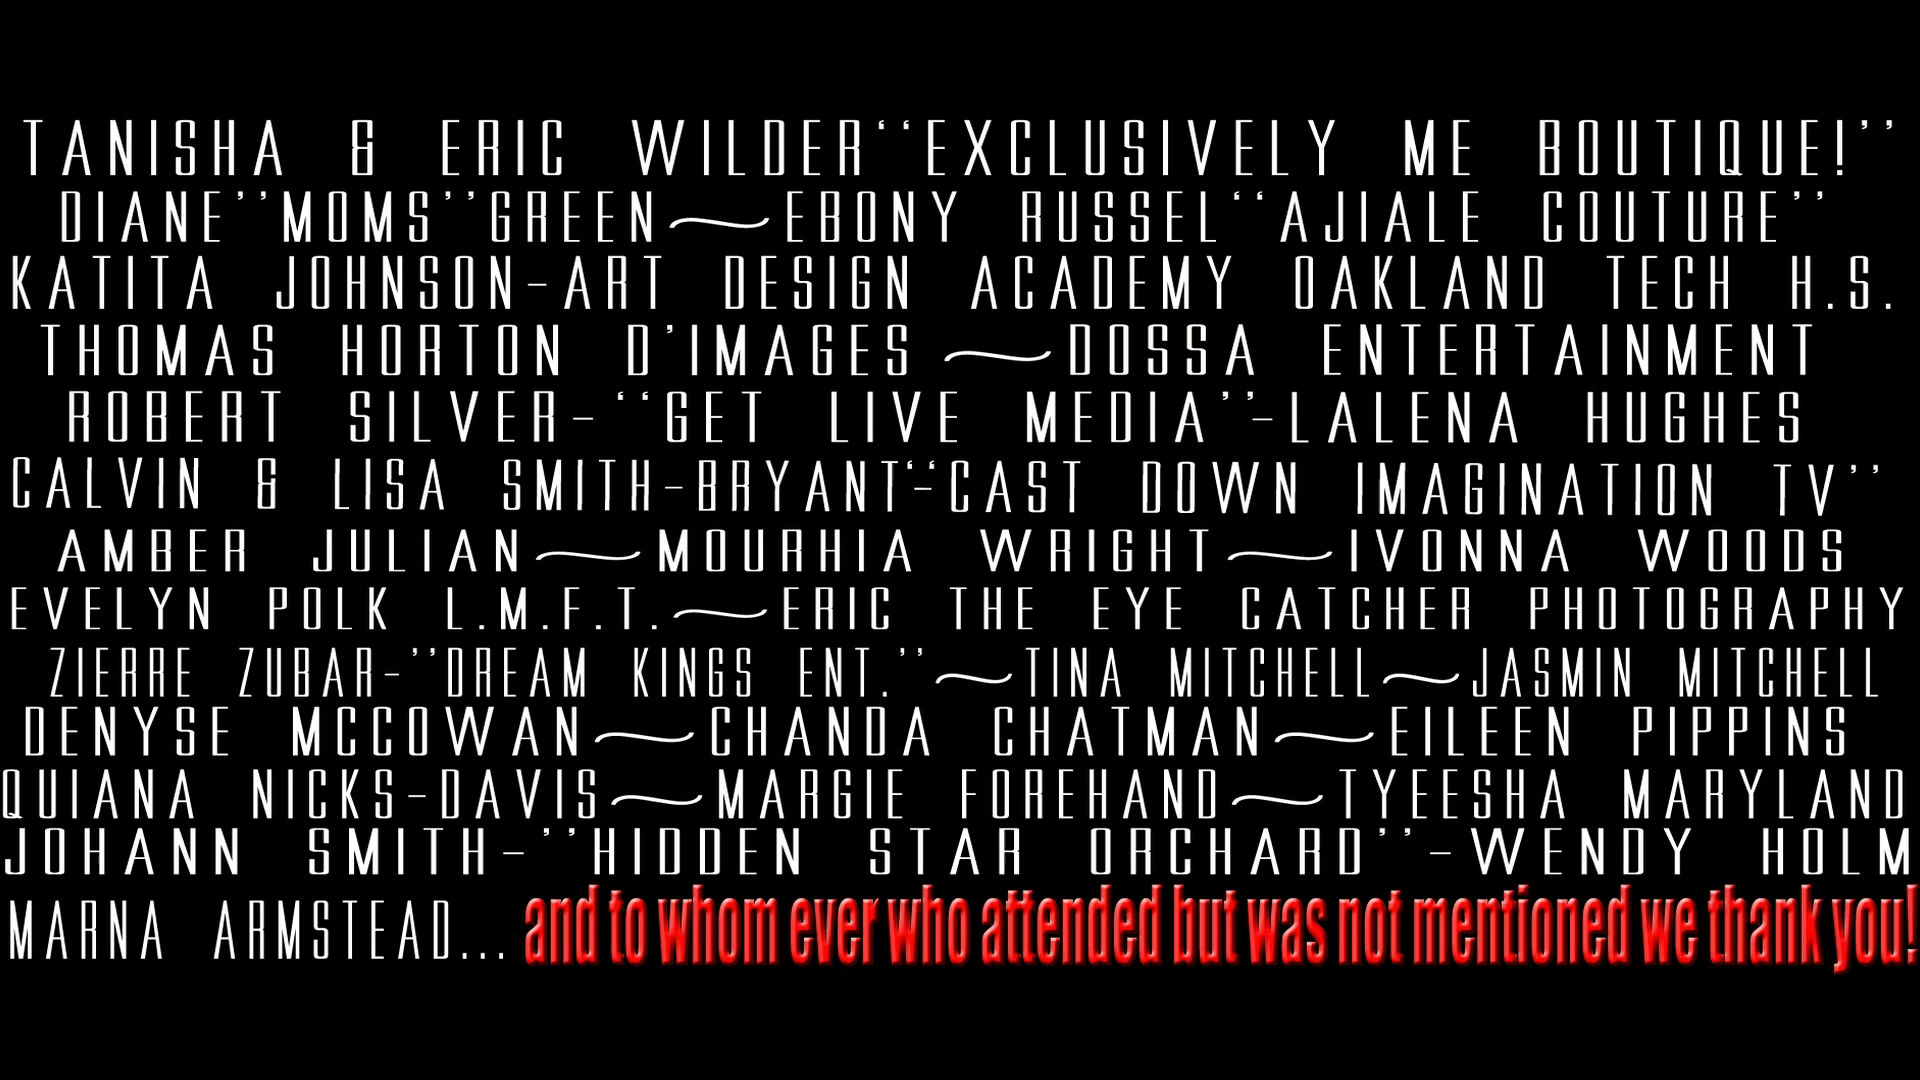 TANISHA & ERIC WILDER‘‘EXCLUSIVELY ME BOUTIQUE!’’
DIANE’’MOMS’’GREEN~EBONY RUSSEL‘‘AJIALE COUTURE’’
KATITA JOHNSON-ART DESIGN ACADEMY OAKLAND TECH H.S.
THOMAS HORTON D’IMAGES ~DOSSA ENTERTAINMENT
ROBERT SILVER-‘‘GET LIVE MEDIA’’-LALENA HUGHES
CALVIN & LISA SMITH-BRYANT‘-‘CAST DOWN IMAGINATION TV’’
AMBER JULIAN~MOURHIA WRIGHT~IVONNA WOODS
EVELYN POLK L.M.F.T.~ERIC THE EYE CATCHER PHOTOGRAPHY
ZIERRE ZUBAR-’’DREAM KINGS ENT.’’~TINA MITCHELL~JASMIN MITCHELL
DENYSE MCCOWAN~CHANDA CHATMAN~EILEEN PIPPINS
QUIANA NICKS-DAVIS~MARGIE FOREHAND~TYEESHA MARYLAND
JOHANN SMITH-’’HIDDEN STAR ORCHARD’’-WENDY HOLM
MARNA ARMSTEAD... and to whom ever who attended but was not mentioned we thank you!